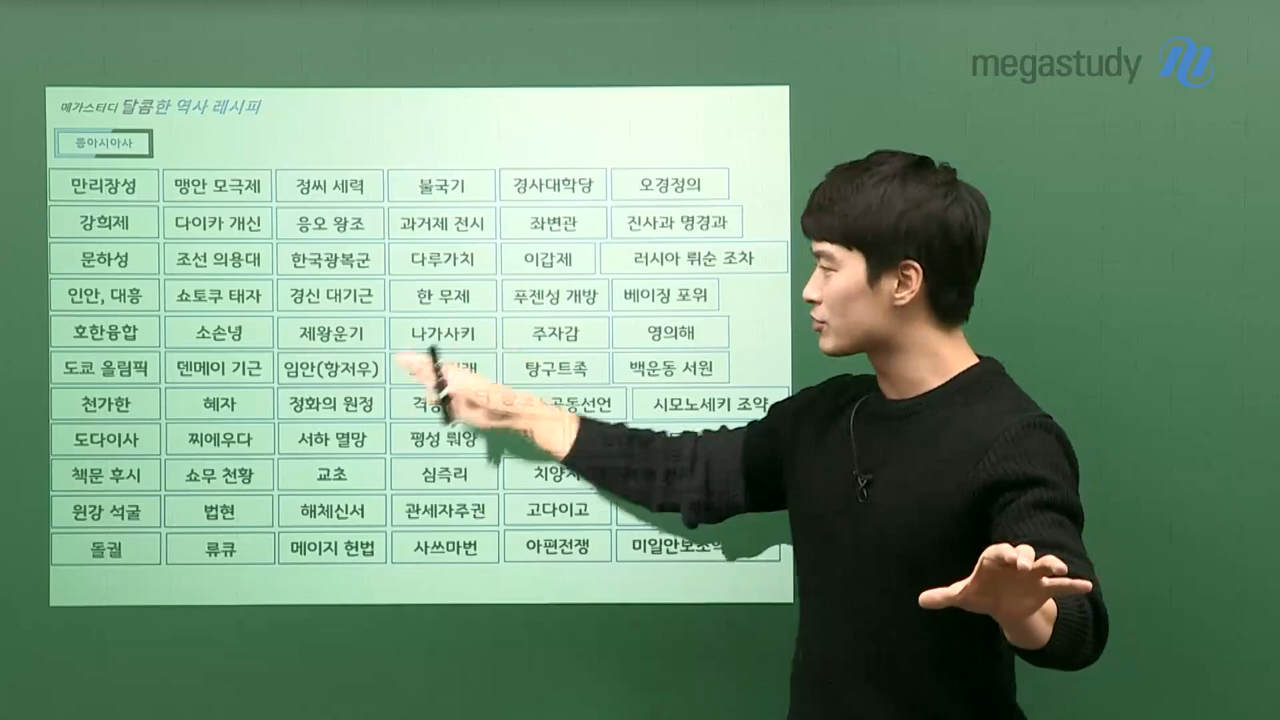 megastudy
메가스터디 달콤한 역사 레시피
동아시아사
만리장성 맹안 모극제 정씨 세력 불국기 경사대학당 오경정의
강희제 다이카 개신 응오 왕조 과거제 전시 좌변관 진사과 명경과
문하성 조선 의용대 한국광복군 다루가치 이갑제 러시아 뤼순 조차
인안, 대흥 쇼토쿠 태자 경신 대기근 한 무제 푸젠성 개방 베이징 포위
호한융합 소손녕 제왕운기 나가사키 주자감 영의해
도쿄 올림픽 덴메이 기근 임안(항저우) 탕구트족 백운동 서원
천가한 혜자 정화의 원정 시모노세키 조약
도다이사 찌에우다 서하 멸망 평성
책문 후시 쇼무 천황 교초 심즉리
원강 석굴 법현 해체신서 관세자주권 고다이고
돌궐 류큐 메이지 헌법 사쓰마번 아편전쟁